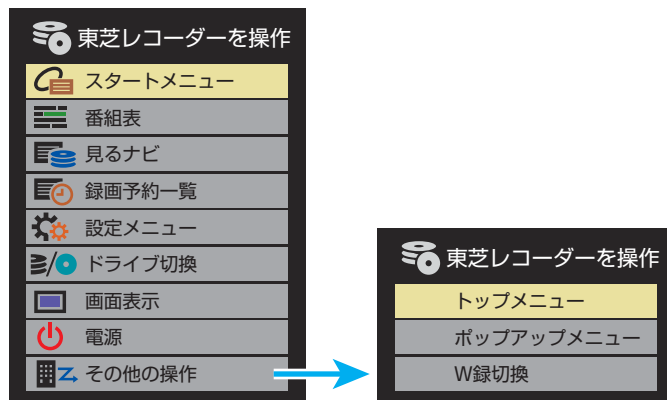 東芝レコーダーを操作
スタートメニュー
番組表
見るナビ
録画予約一覧
設定メニュー
ドライブ切換
画面表示
電源
その他の操作
東芝レコーダーを操作
トップメニュー
ポップアップメニュー
W録切換